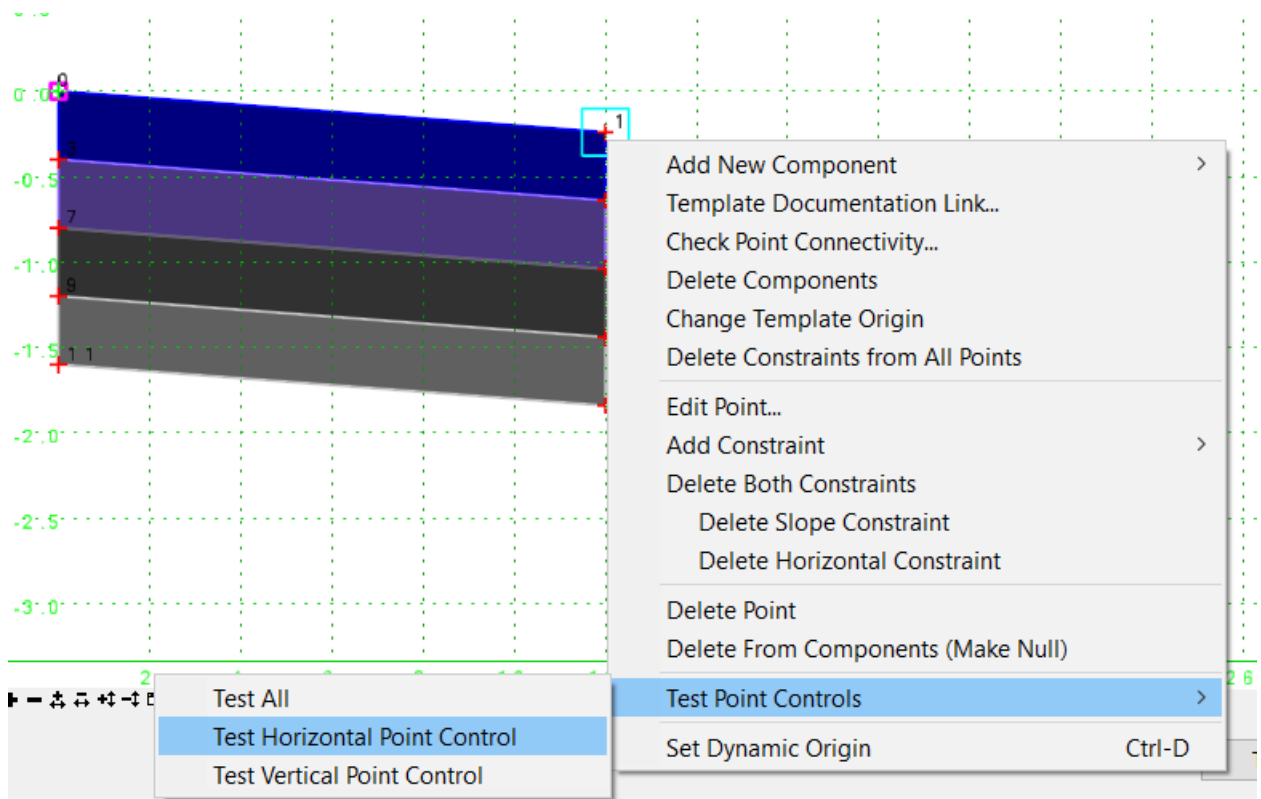 0
0.0
1
3
-0.5
7
-1.0
9
-1.5
11
-2.0
-2.5
-3.0
2
26
Add New Component
Template Documentation Link...
Check Point Connectivity...
Delete Components
Change Template Origin
Delete Constraints from All Points
Edit Point...
Add Constraint
Delete Both Constraints
Delete Slope Constraint
Delete Horizontal Constraint
Delete Point
Delete From Components (Make Null)
Test Point Controls
Set Dynamic Origin Ctrl-D
Test All
Test Horizontal Point Control
Test Vertical Point Control